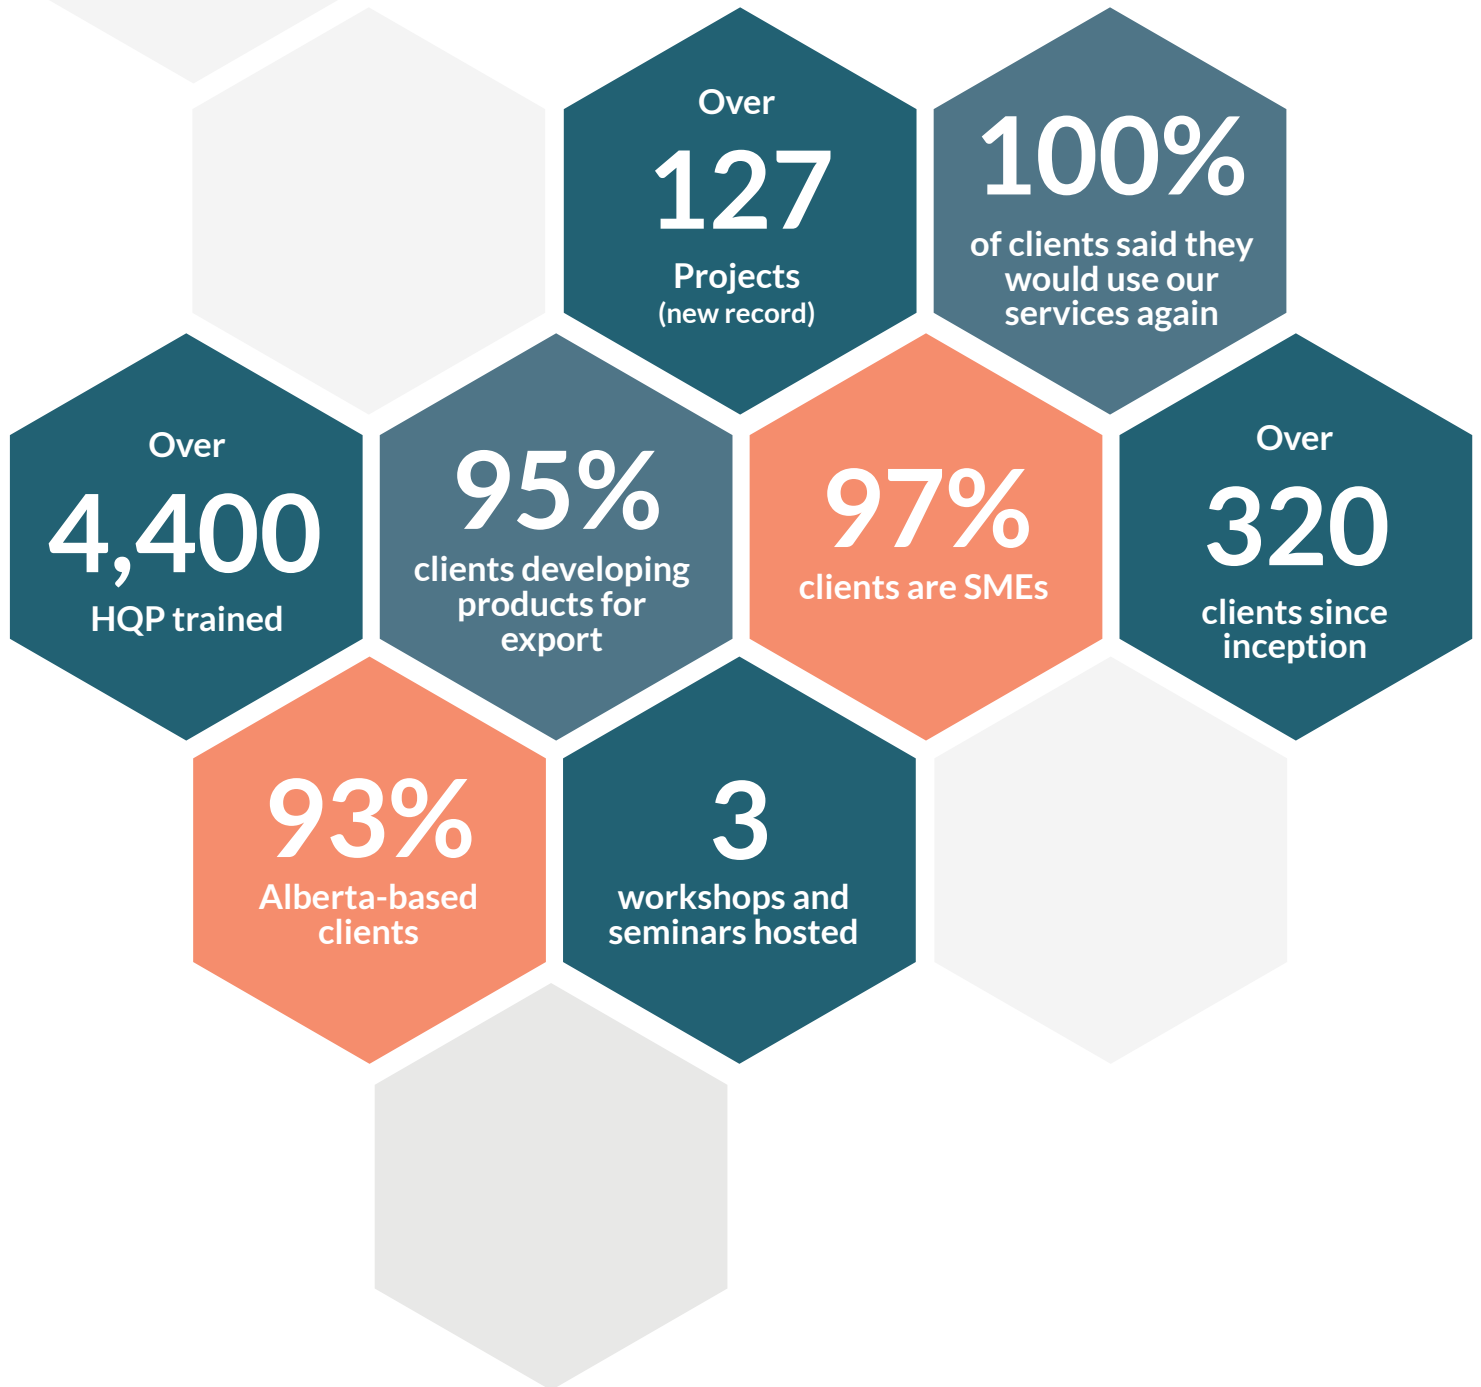 Over
127
Projects
(new record)
100%
of clients said they
would use our
services again
Over
4,400
HQP trained
95%
clients developing
products for
export
97%
clients are SMEs
Over
320
clients since
inception
93%
Alberta-based
clients
3
workshops and
seminars hosted